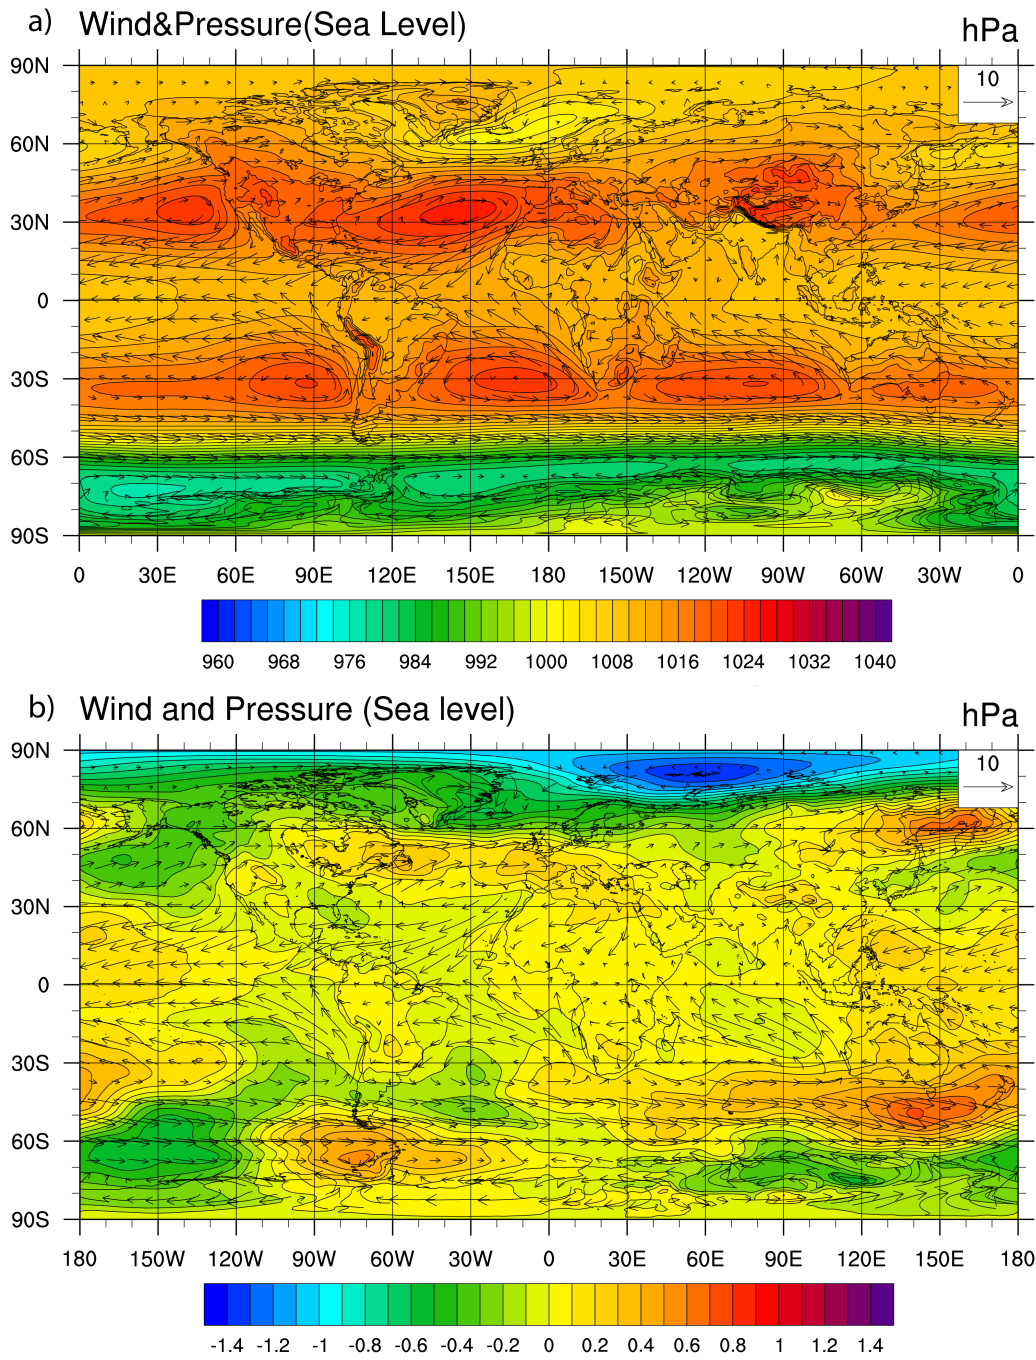 a) Wind&Pressure(Sea Level) hPa
10
90N
60N
30N
0
30S
60S
90S
0 30E 60E 90E 120E 150E 180 150W 120W 90W 60W 30W 0
960 968 976 984 992 1000 1008 1016 1024 1032 1040
b) Wind and Pressure (Sea level) hPa
10
90N
60N
30N
0
30S
60S
90S
180 150W 120W 90W 60W 30W 0 30E 60E 90E 120E 150E 180
-1.4 -1.2 -1 -0.8 -0.6 -0.4 -0.2 0 0.2 0.4 0.6 0.8 1 1.2 1.4